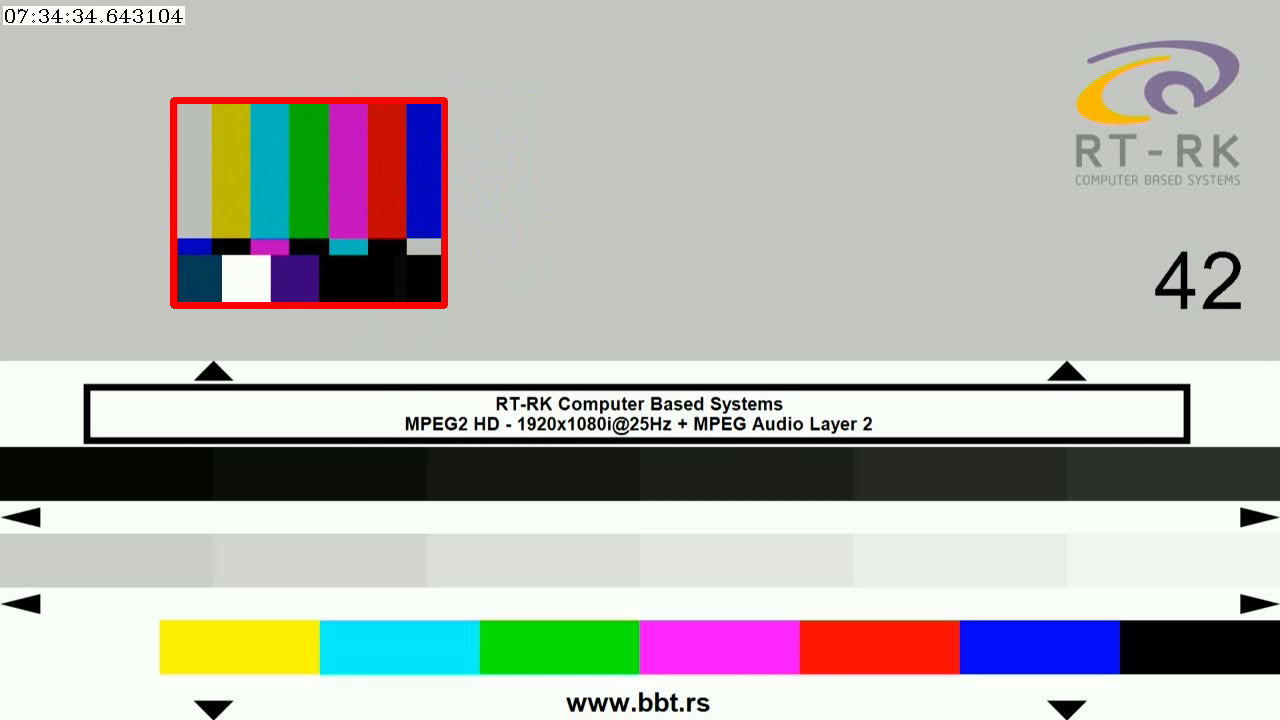 07:34:34.643104
RT-RK
COMPUTER BASED SYSTEMS
42
RT-RK Computer Based Systems
MPEG2 HD - 1920x1080i@25Hz + MPEG Audio Layer 2
www.bbt.rs